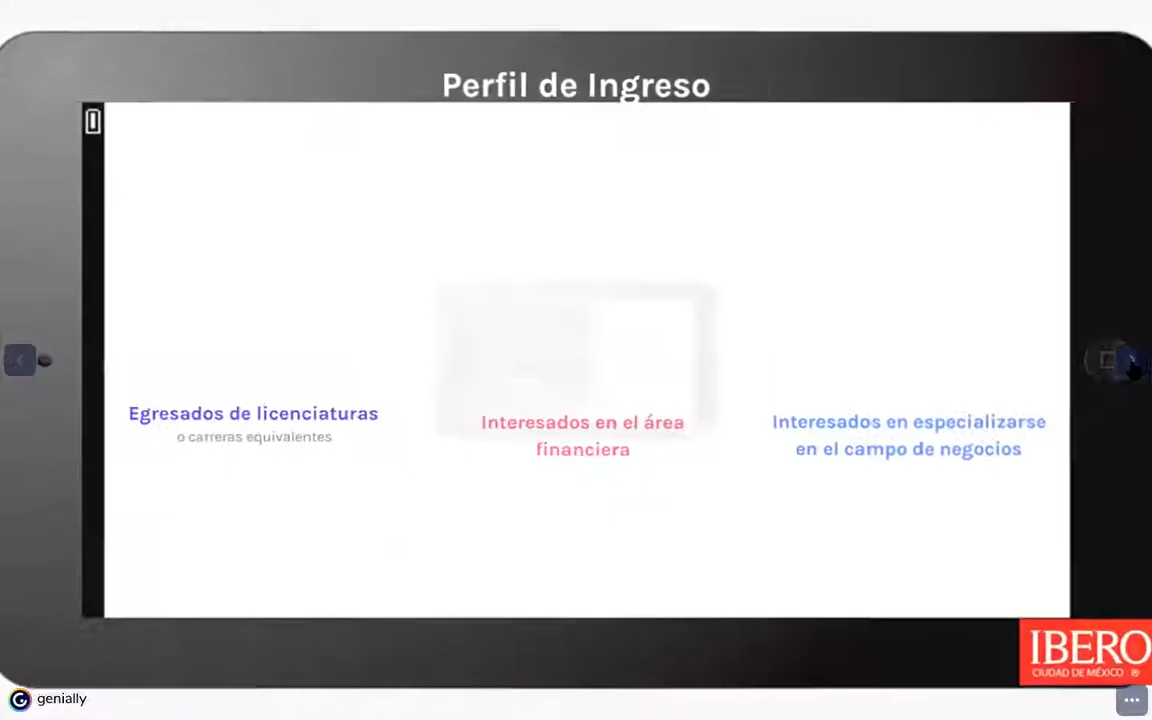 Perfil de Ingreso
Egresados de licenciaturas
o carreras equivalentes
Interesados en el área
financiera
Interesados en especializarse
en el campo de negocios
IBERO
CIUDAD DE MÉXICO ®
genially